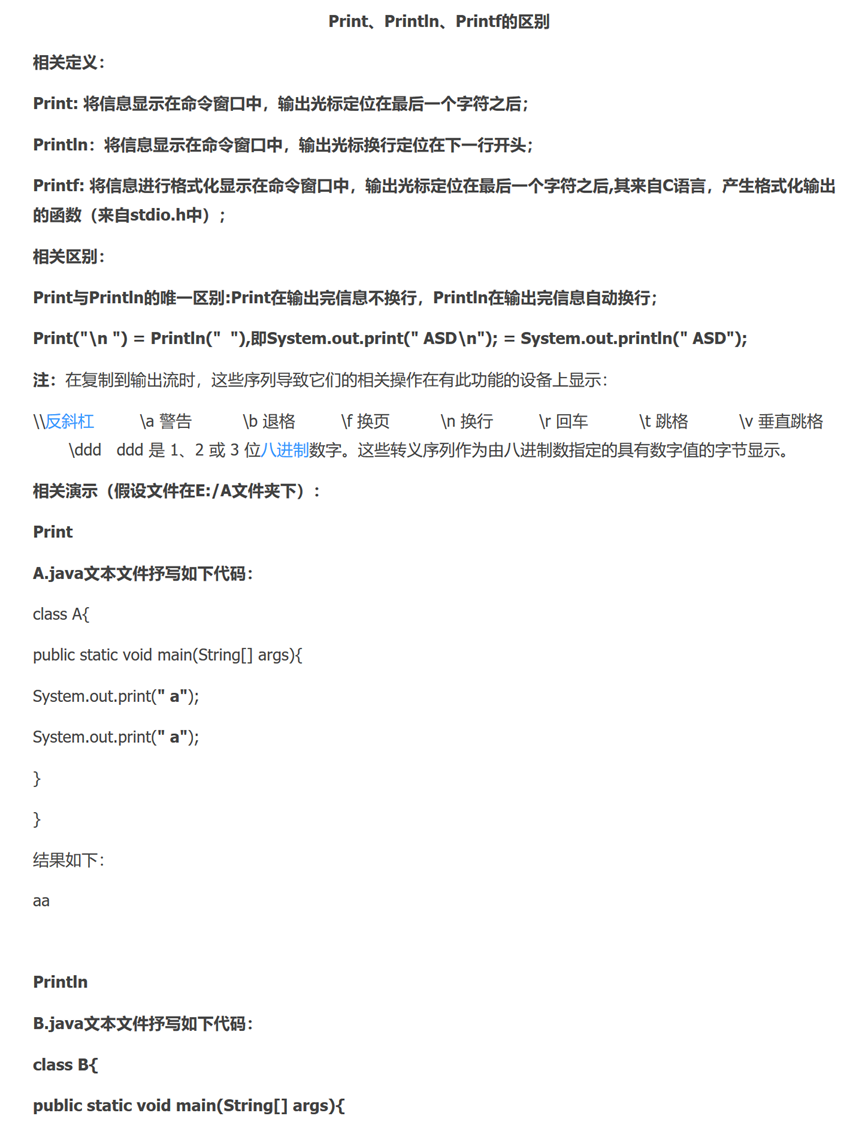 Print、Println、Printf的区别
相关定义：
Print: 将信息显示在命令窗口中，输出光标定位在最后一个字符之后；
Println：将信息显示在命令窗口中，输出光标换行定位在下一行开头；
Printf: 将信息进行格式化显示在命令窗口中，输出光标定位在最后一个字符之后,其来自C语言，产生格式化输出
的函数（来自stdio.h中）；
相关区别：
Print与Println的唯一区别:Print在输出完信息不换行，Println在输出完信息自动换行；
Print("\n ") = Println("  "),即System.out.print(" ASD\n"); = System.out.println(" ASD");
注：在复制到输出流时，这些序列导致它们的相关操作在有此功能的设备上显示：
\\反斜杠 \a 警告 \b 退格 \f 换页 \n 换行 \r 回车 \t 跳格 \v 垂直跳格
\ddd ddd 是 1、2 或 3 位八进制数字。这些转义序列作为由八进制数指定的具有数字值的字节显示。
相关演示（假设文件在E:/A文件夹下）：
Print
A.java文本文件抒写如下代码：
class A{
public static void main(String[] args){
System.out.print(" a");
System.out.print(" a");
}
}
结果如下：
aa
Println
B.java文本文件抒写如下代码：
class B{
public static void main(String[] args){